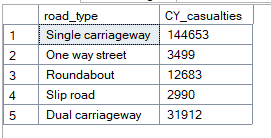 road_type CY_casualties
1 Single carriageway 144653
2 One way street 3499
3 Roundabout 12683
4 Slip road 2990
5 Dual carriageway 31912